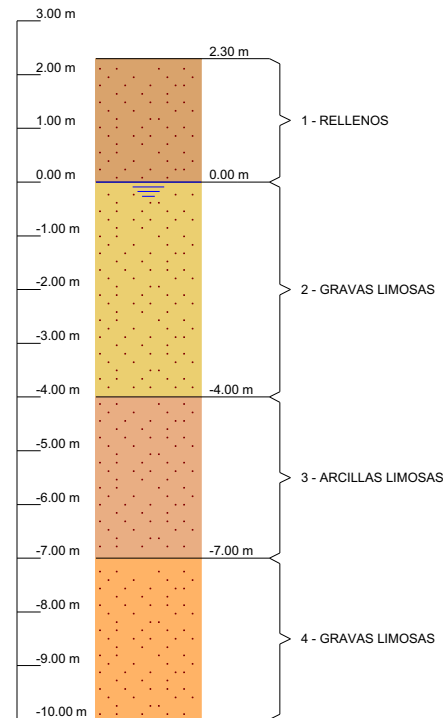 3.00 m
2.30 m
2.00 m
1.00 m
1 - RELLENOS
0.00 m
0.00 m
-1.00 m
-2.00 m
2 - GRAVAS LIMOSAS
-3.00 m
-4.00 m
-4.00 m
-5.00 m
3 - ARCILLAS LIMOSAS
-6.00 m
-7.00 m
-7.00 m
-8.00 m
4 - GRAVAS LIMOSAS
-9.00 m
-10.00 m